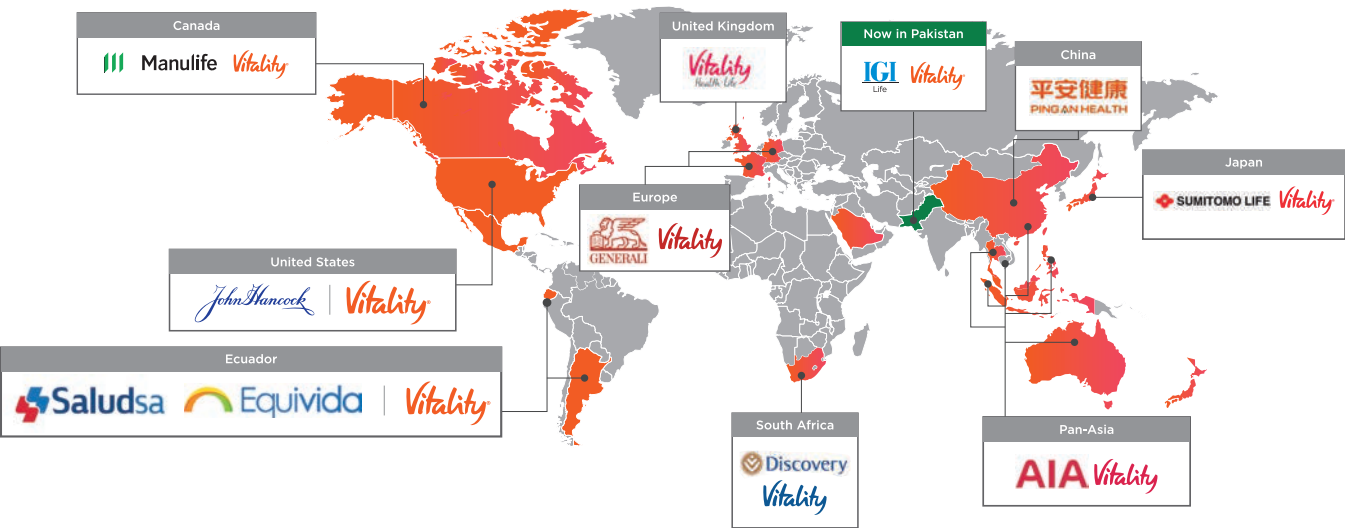 Canada
Manulife Vitality
United Kingdom
Vitality
Health Life
Now in Pakistan
IGI
Life
Vitality
China
平安健康
PING AN HEALTH
Japan
SUMITOMO LIFE Vitality
Europe
GENERALI
Vitality
United States
John Hancock Vitality
Ecuador
Saludsa Equivida Vitality
South Africa
Discovery
Vitality
Pan-Asia
AIA Vitality